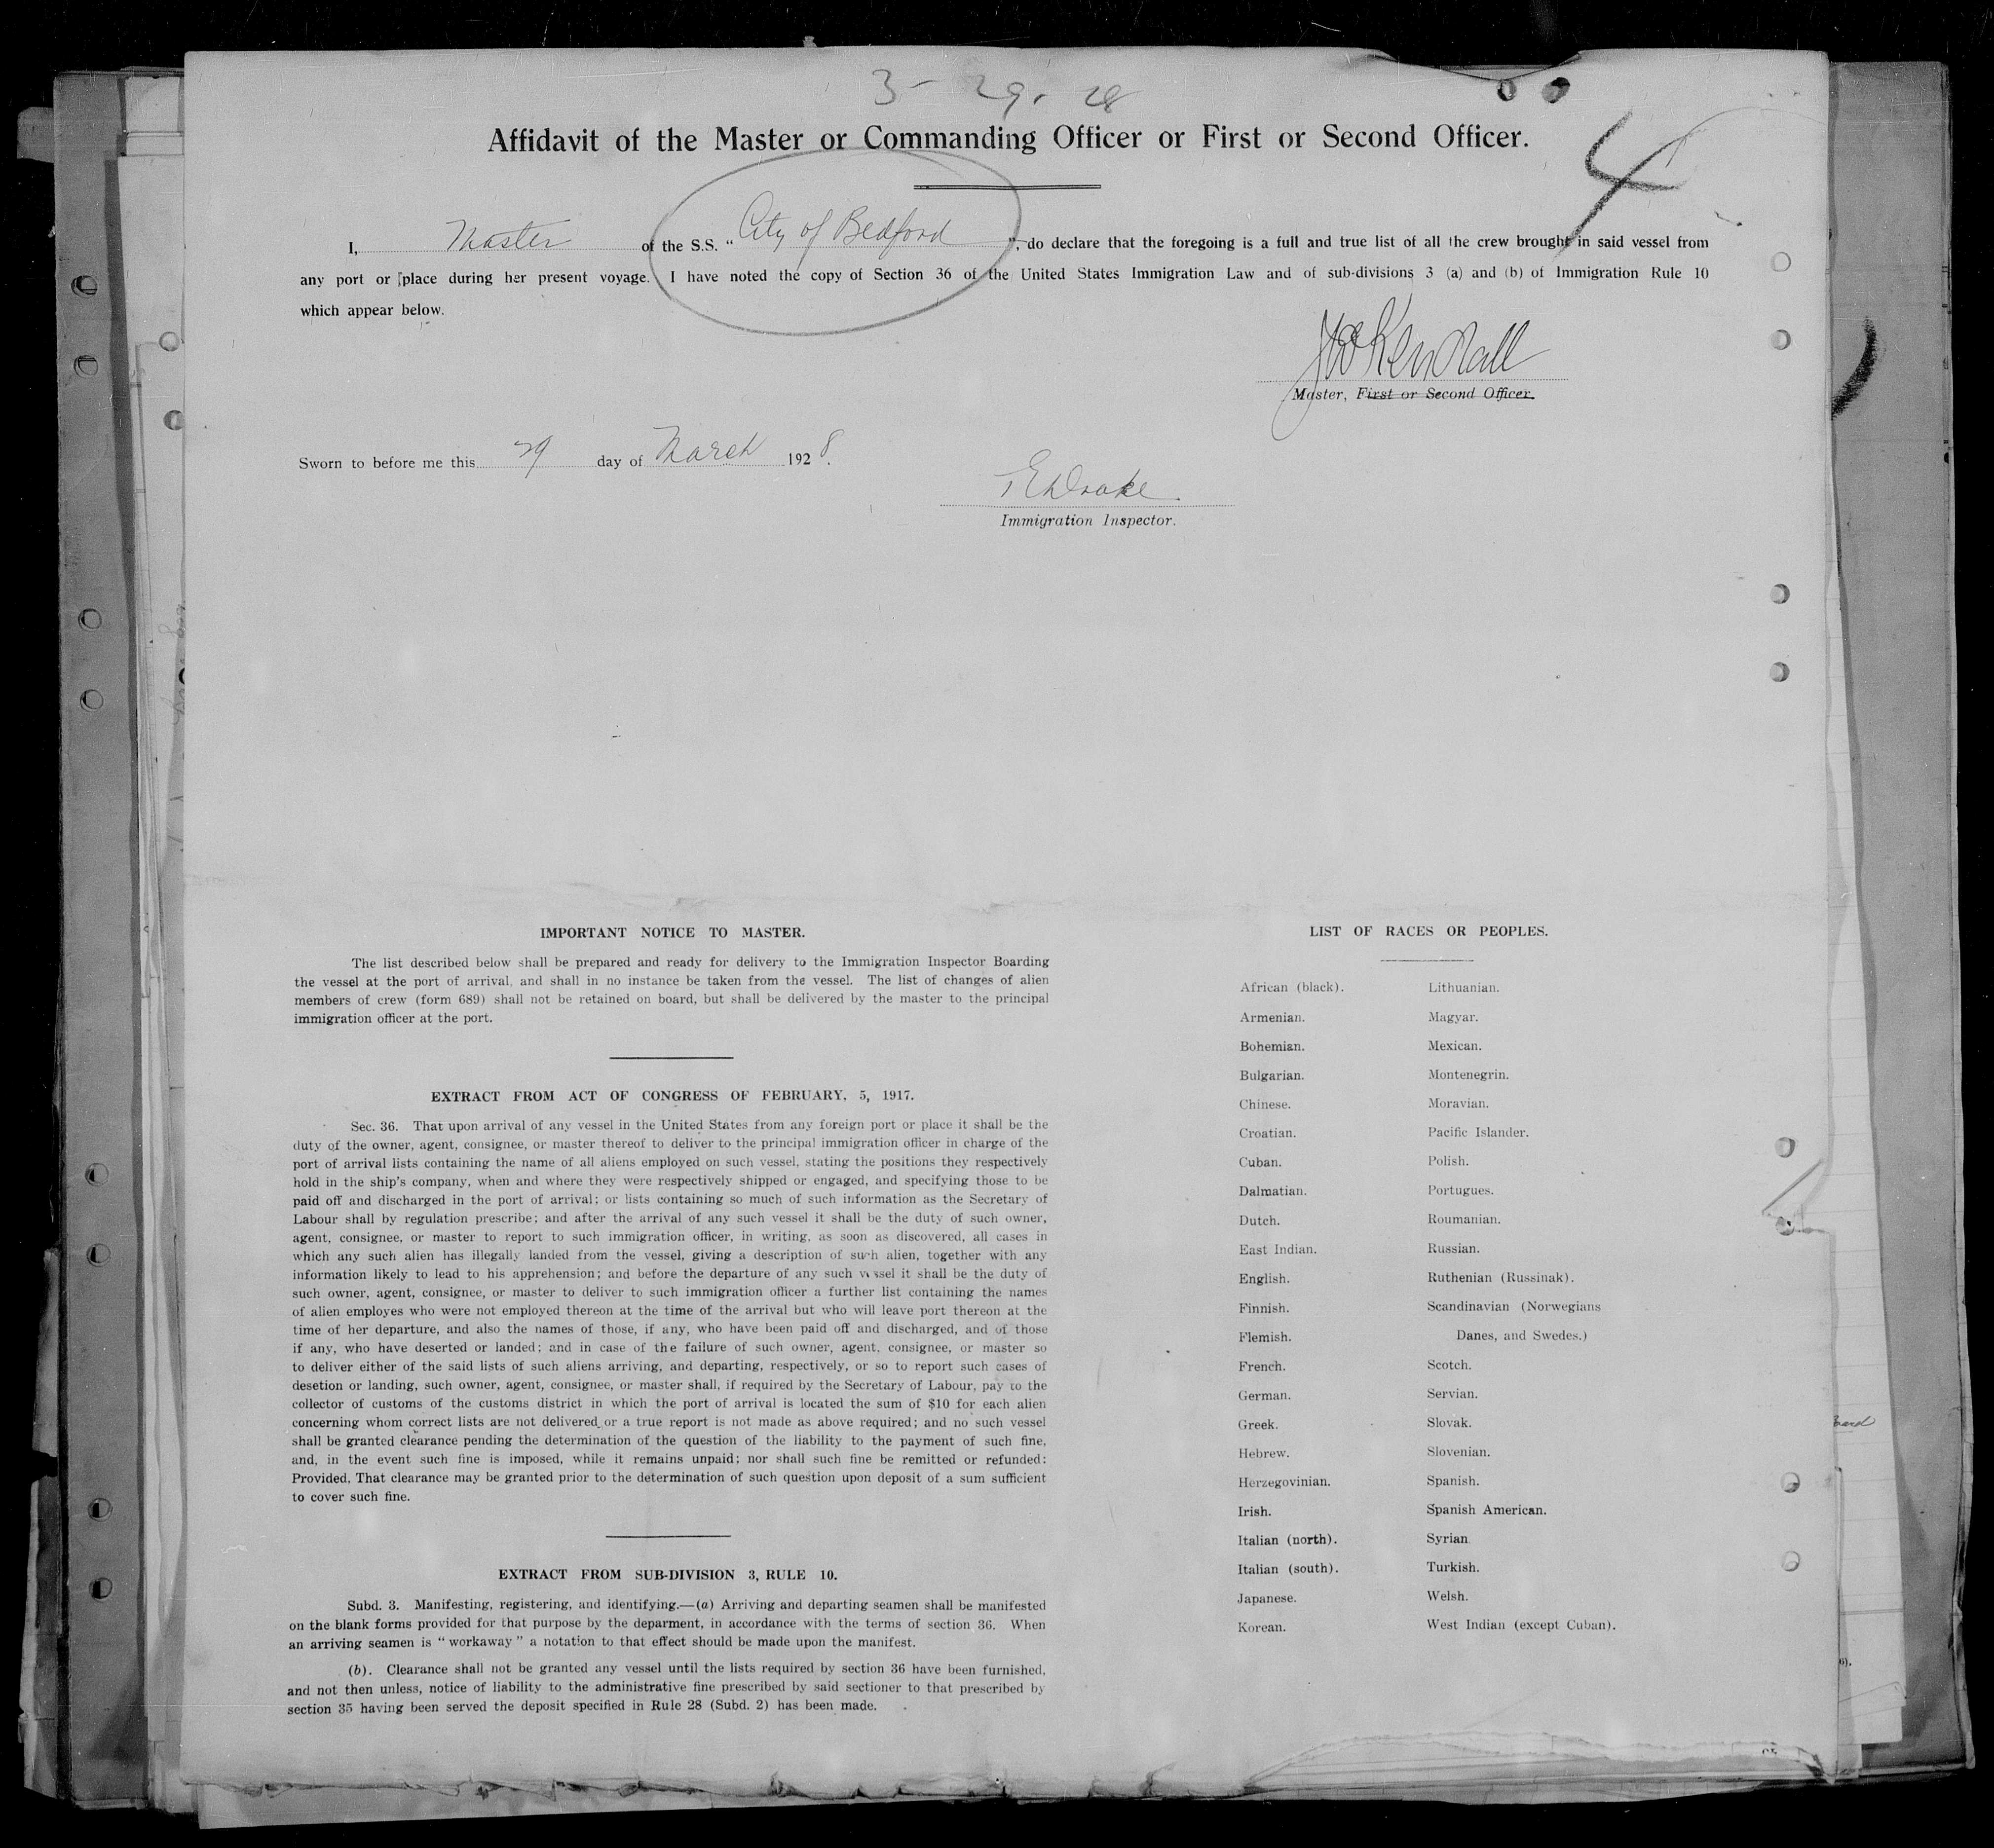 3 - 29. 28
Affidavit of the Master or Commanding Officer or First or Second Officer.
4
I, Master of the S.S. " City of Bedford ", do declare that the foregoing is a full and true list of all the crew brought in said vessel from
any port or place during her present voyage. I have noted the copy of Section 36 of the United States Immigration Law and of sub-divisions 3 (a) and (b) of Immigration Rule 10
which appear below.
Kendall
Master, First or Second Officer.
Sworn to before me this 29 day of March 1928.
Drake
Immigration Inspector.
IMPORTANT NOTICE TO MASTER.
The list described below shall be prepared and ready for delivery to the Immigration Inspector Boarding
the vessel at the port of arrival, and shall in no instance be taken from the vessel. The list of changes of alien
members of crew (form 689) shall not be retained on board, but shall be delivered by the master to the principal
immigration officer at the port.
EXTRACT FROM ACT OF CONGRESS OF FEBRUARY, 5, 1917.
Sec. 36. That upon arrival of any vessel in the United States from any foreign port or place it shall be the
duty of the owner, agent, consignee, or master thereof to deliver to the principal immigration officer in charge of the
port of arrival lists containing the name of all aliens employed on such vessel, stating the positions they respectively
hold in the ship's company, when and where they were respectively shipped or engaged, and specifying those to be
paid off and discharged in the port of arrival; or lists containing so much of such information as the Secretary of
Labour shall by regulation prescribe; and after the arrival of any such vessel it shall be the duty of such owner,
agent, consignee, or master to report to such immigration officer, in writing, as soon as discovered, all cases in
which any such alien has illegally landed from the vessel, giving a description of such alien, together with any
information likely to lead to his apprehension; and before the departure of any such vessel it shall be the duty of
such owner, agent, consignee, or master to deliver to such immigration officer a further list containing the names
of alien employes who were not employed thereon at the time of the arrival but who will leave port thereon at the
time of her departure, and also the names of those, if any, who have been paid off and discharged, and of those
if any, who have deserted or landed; and in case of the failure of such owner, agent, consignee, or master so
to deliver either of the said lists of such aliens arriving, and departing, respectively, or so to report such cases of
desetion or landing, such owner, agent, consignee, or master shall, if required by the Secretary of Labour, pay to the
collector of customs of the customs district in which the port of arrival is located the sum of $10 for each alien
concerning whom correct lists are not delivered or a true report is not made as above required; and no such vessel
shall be granted clearance pending the determination of the question of the liability to the payment of such fine,
and, in the event such fine is imposed, while it remains unpaid; nor shall such fine be remitted or refunded:
Provided, That clearance may be granted prior to the determination of such question upon deposit of a sum sufficient
to cover such fine.
EXTRACT FROM SUB-DIVISION 3, RULE 10.
Subd. 3. Manifesting, registering, and identifying.—(a) Arriving and departing seamen shall be manifested
on the blank forms provided for that purpose by the deparment, in accordance with the terms of section 36. When
an arriving seamen is "workaway" a notation to that effect should be made upon the manifest.
(b). Clearance shall not be granted any vessel until the lists required by section 36 have been furnished,
and not then unless, notice of liability to the administrative fine prescribed by said sectioner to that prescribed by
section 35 having been served the deposit specified in Rule 28 (Subd. 2) has been made.
LIST OF RACES OR PEOPLES.
African (black). Lithuanian.
Armenian. Magyar.
Bohemian. Mexican.
Bulgarian. Montenegrin.
Chinese. Moravian.
Croatian. Pacific Islander.
Cuban. Polish.
Dalmatian. Portugues.
Dutch. Roumanian.
East Indian. Russian.
English. Ruthenian (Russinak).
Finnish. Scandinavian (Norwegians
Flemish. Danes, and Swedes.)
French. Scotch.
German. Servian.
Greek. Slovak.
Hebrew. Slovenian.
Herzegovinian. Spanish.
Irish. Spanish American.
Italian (north). Syrian
Italian (south). Turkish.
Japanese. Welsh.
Korean. West Indian (except Cuban).